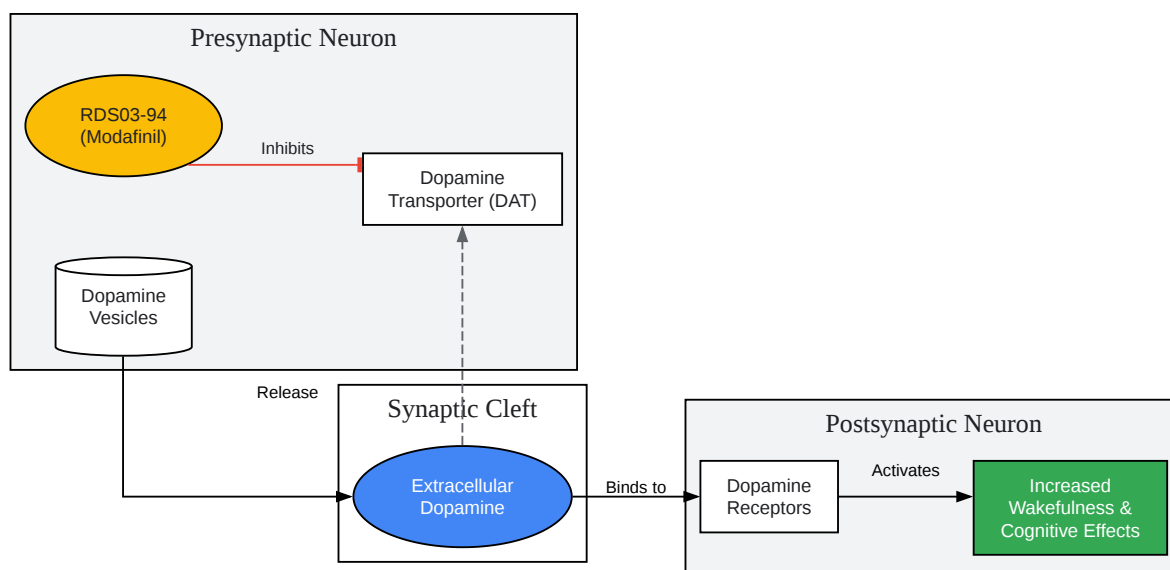 Presynaptic Neuron
RDS03-94
(Modafinil)
Inhibits
Dopamine
Transporter (DAT)
Dopamine
Vesicles
Release
Synaptic Cleft
Extracellular
Dopamine
Binds to
Postsynaptic Neuron
Dopamine
Receptors
Activates
Increased
Wakefulness &
Cognitive Effects